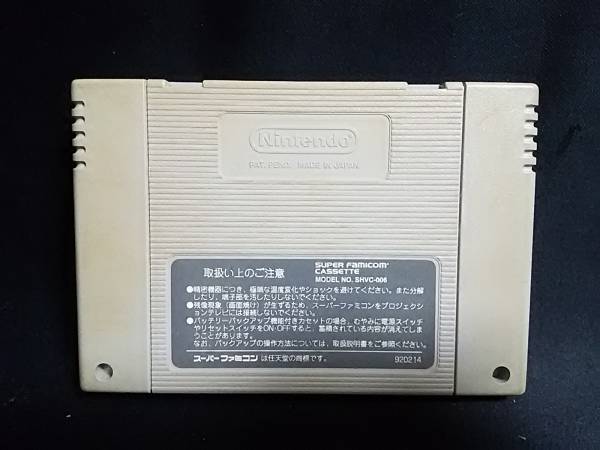 Nintendo
PAT. PEND. MADE IN JAPAN
取扱い上のご注意
SUPER FAMICOM
CASSETTE
MODEL NO. SHVC-006
●精密機器につき、極端な温度変化やショックを避けてください。また分解
したり、端子部を汚したりしないでください。
●残像現象（画面焼け）が生ずるため、スーパーファミコンをプロジェクシ
ョンテレビには接続しないでください。
●バッテリーバックアップ機能付きカセットの場合、むやみに電源スイッチ
やリセットスイッチをON・OFFすると、蓄積されている内容が消えてしま
うことがあります。
なお、バックアップの操作方法については、取扱説明書をご参照ください。
スーパーファミコン は任天堂の商標です。
920214